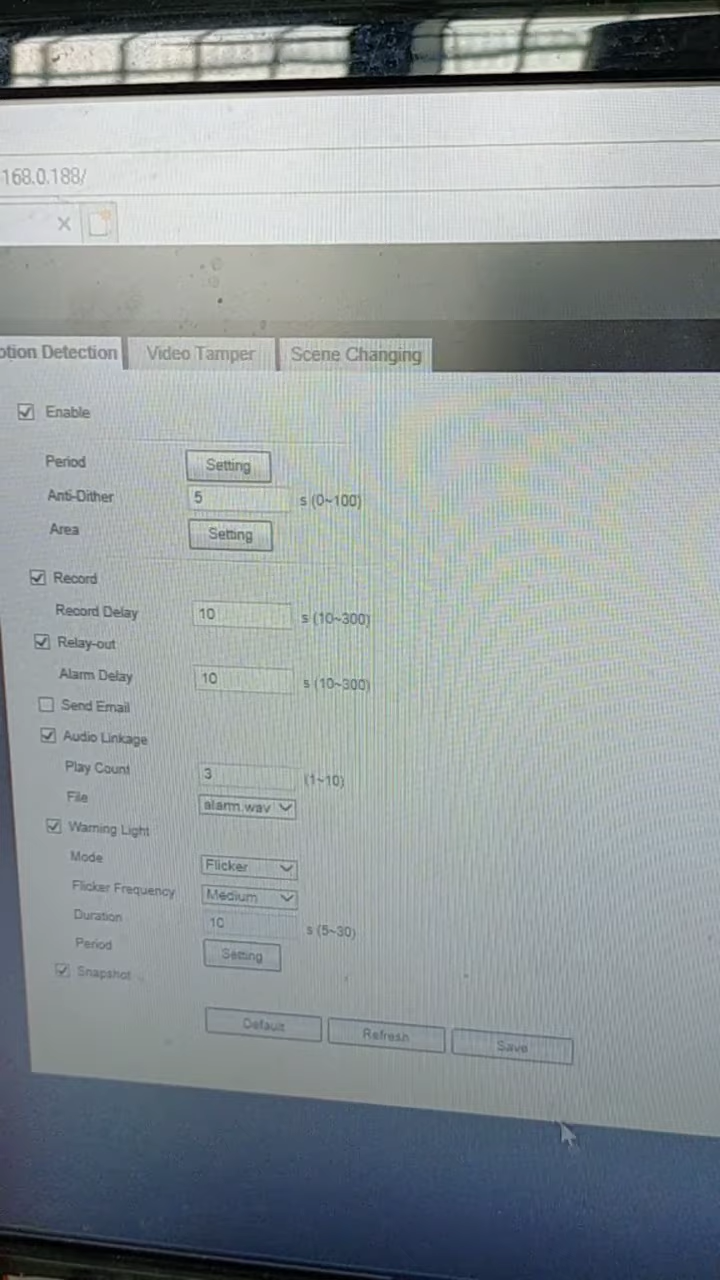 168.0.188/
otion Detection Video Tamper Scene Changing
Enable
Period Setting
Anti-Dither 5 s (0~100)
Area Setting
Record
Record Delay 10 s (10~300)
Relay-out
Alarm Delay 10 s (10~300)
Send Email
Audio Linkage
Play Count 3 (1~10)
File alarm.wav
Warning Light
Mode Flicker
Flicker Frequency Medium
Duration 10 s (5~30)
Period Setting
Snapshot
Default Refresh Save